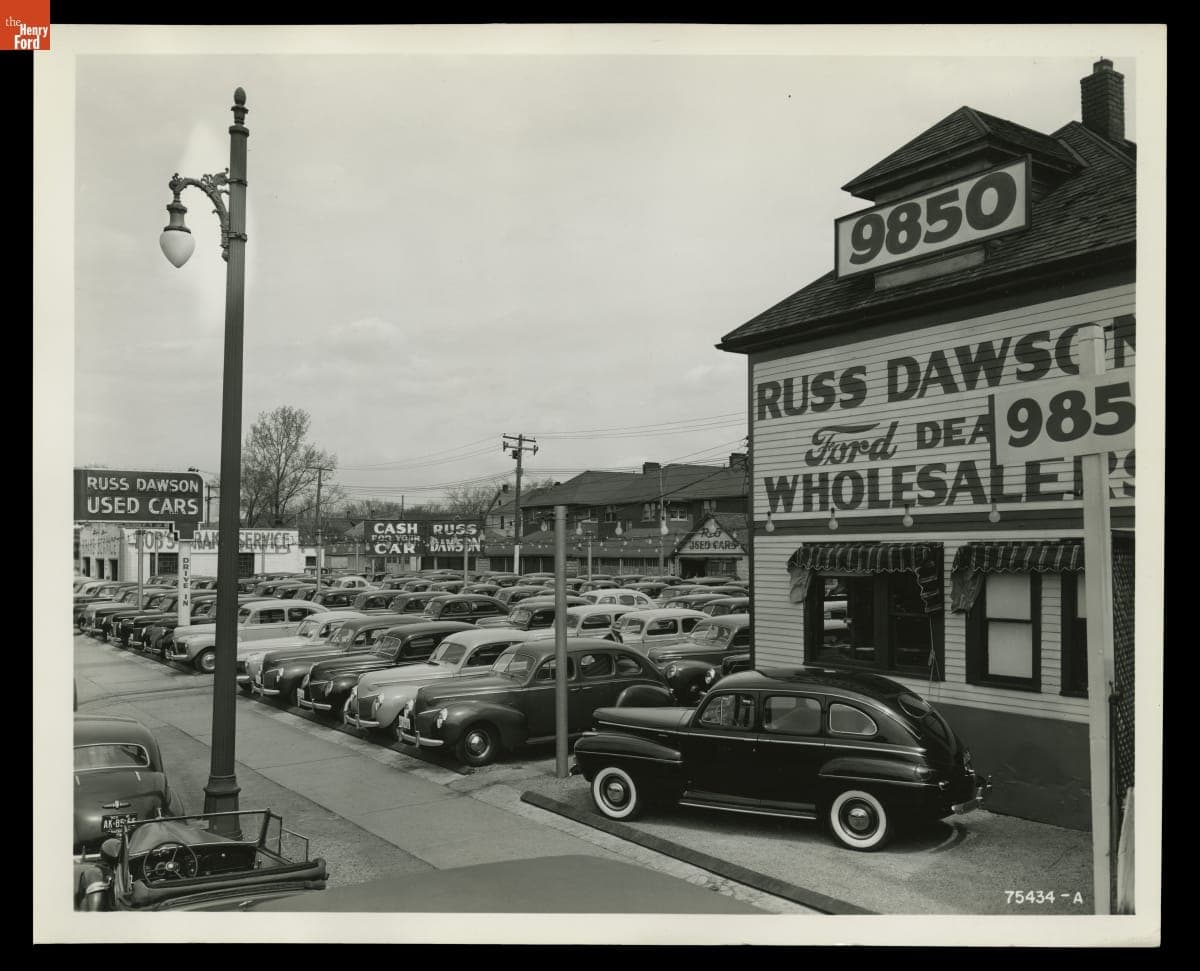 the
Henry
Ford
9850
RUSS DAWSON
Ford DEA
WHOLESALERS
985
RUSS DAWSON
USED CARS
CASH
FOR YOUR
CAR
RUSS
DAWSON
USED CARS
SERVICE
DRIVE IN
75434-A